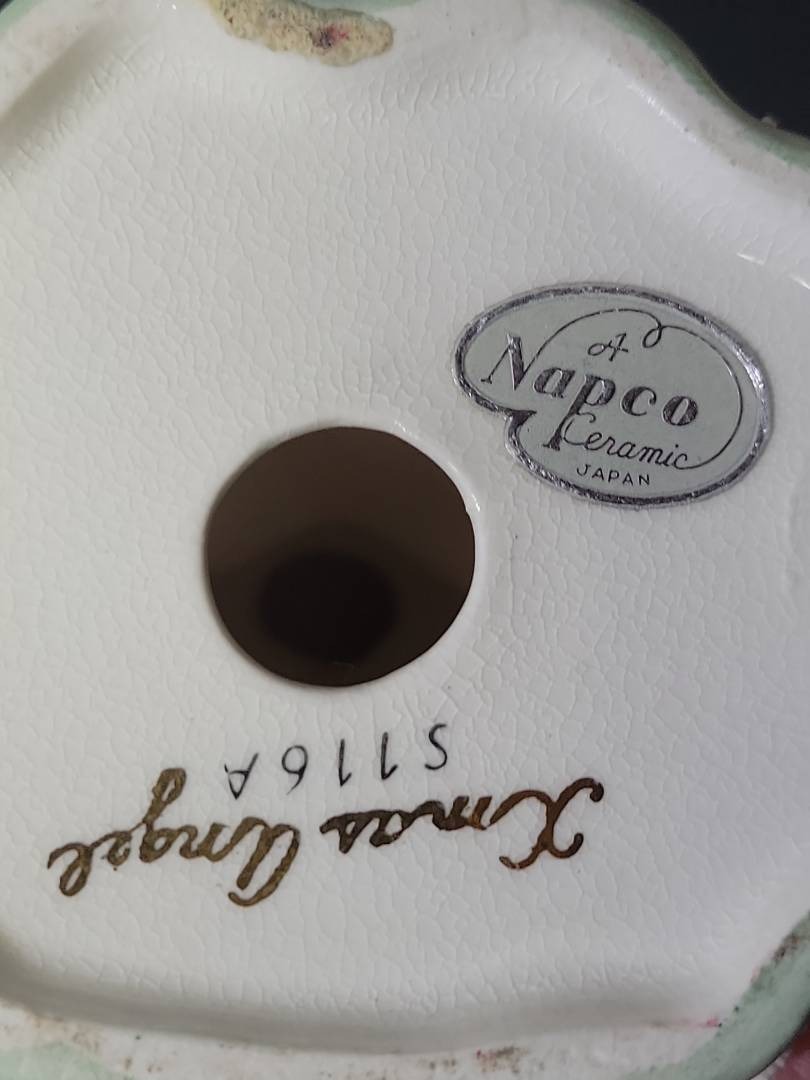 A
Napco
Ceramic
JAPAN
Xmas Angel
S116A